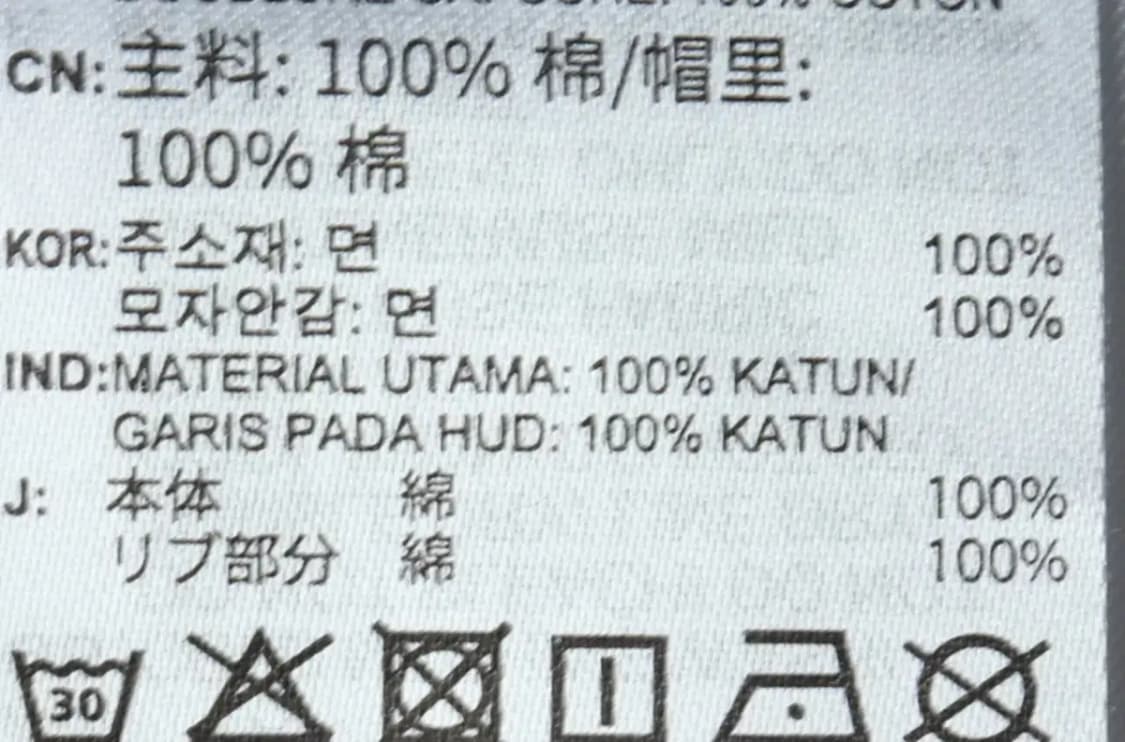 CN: 主料: 100% 棉/帽里:
100% 棉
KOR: 주소재: 면 100%
모자안감: 면 100%
IND:MATERIAL UTAMA: 100% KATUN/
GARIS PADA HUD: 100% KATUN
J: 本体 綿 100%
リブ部分 綿 100%
30